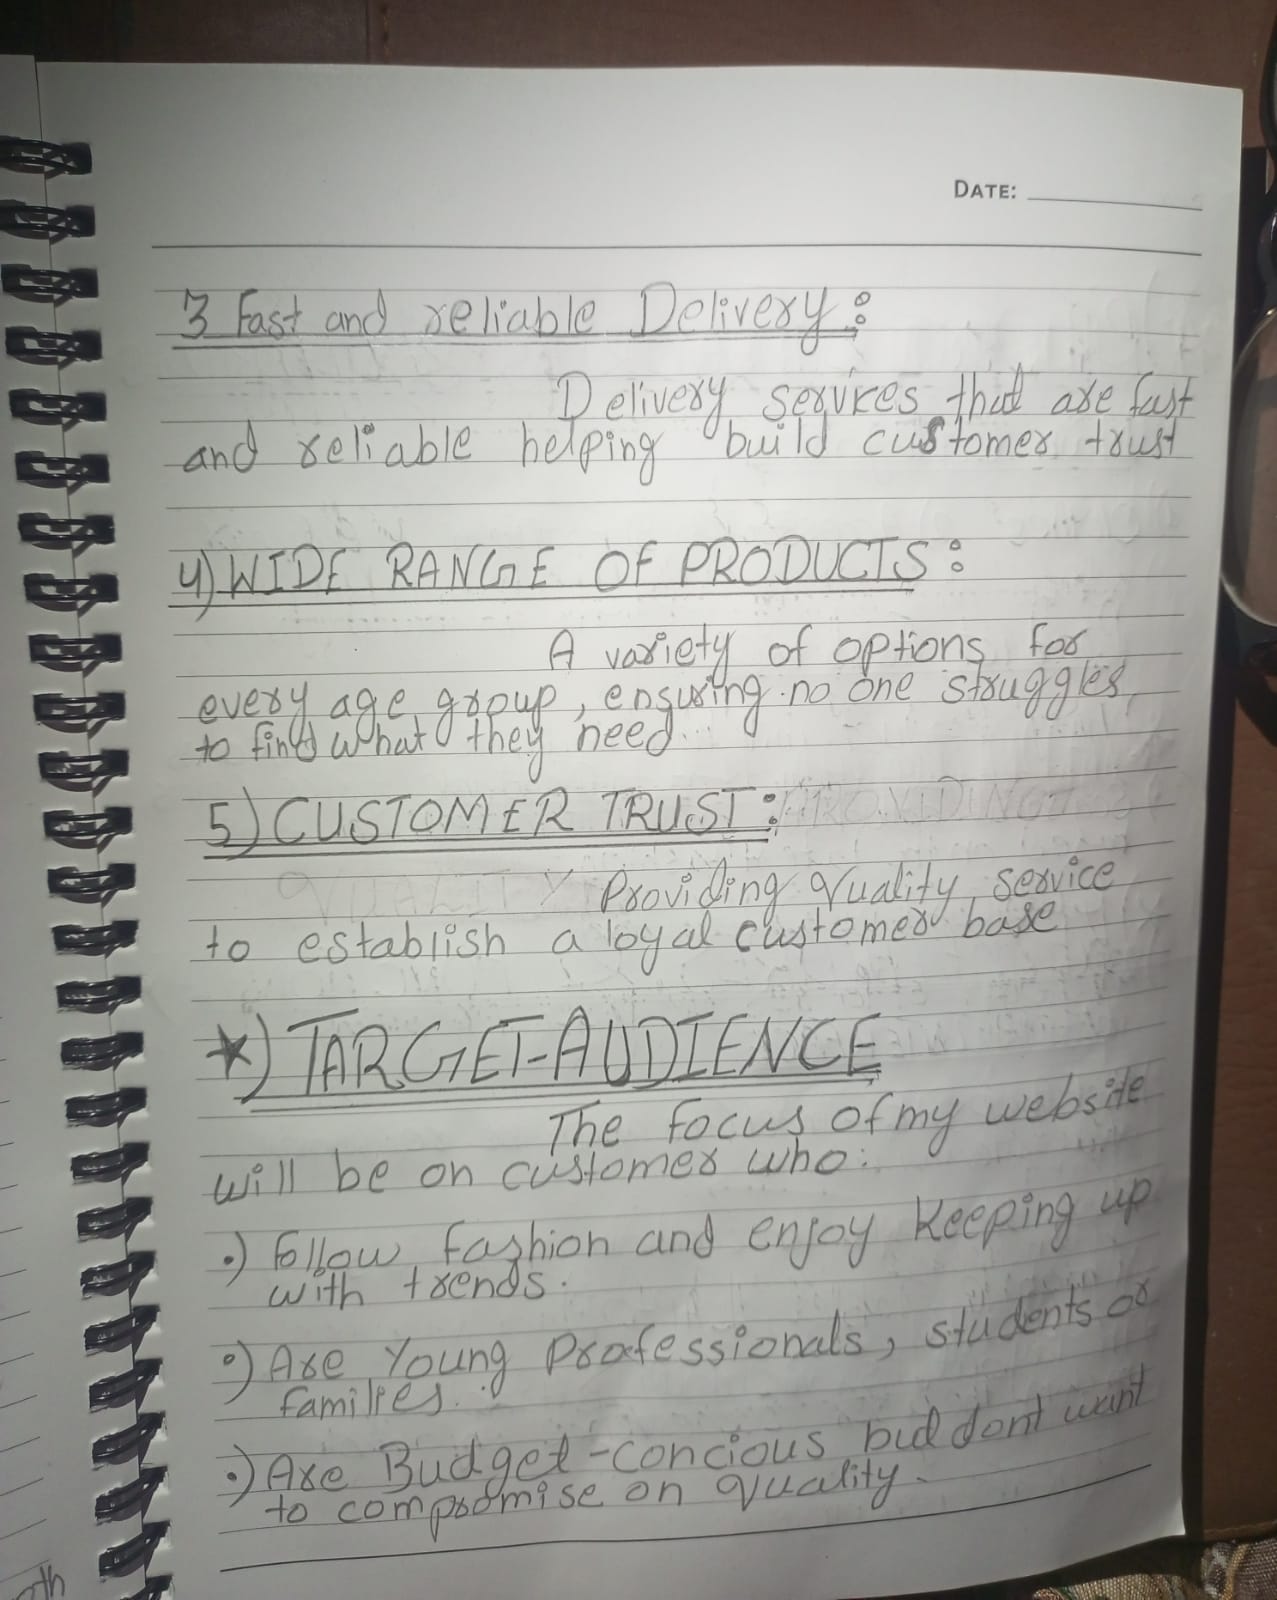 DATE:
3 Fast and reliable Delivery:
Delivery services that are fast
and reliable helping build customer trust
4) WIDE RANGE OF PRODUCTS:
A variety of options for
every age group, ensuring no one struggles
to find what they need
5) CUSTOMER TRUST: PROVIDING
QUALITY Providing Quality service
to establish a loyal customer base
★) TARGET-AUDIENCE
The focus of my website
will be on customer who:
•) Follow fashion and enjoy Keeping up
with trends.
•) Are Young Professionals, students or
families.
•) Are Budget-concious but dont want
to compromise on quality.